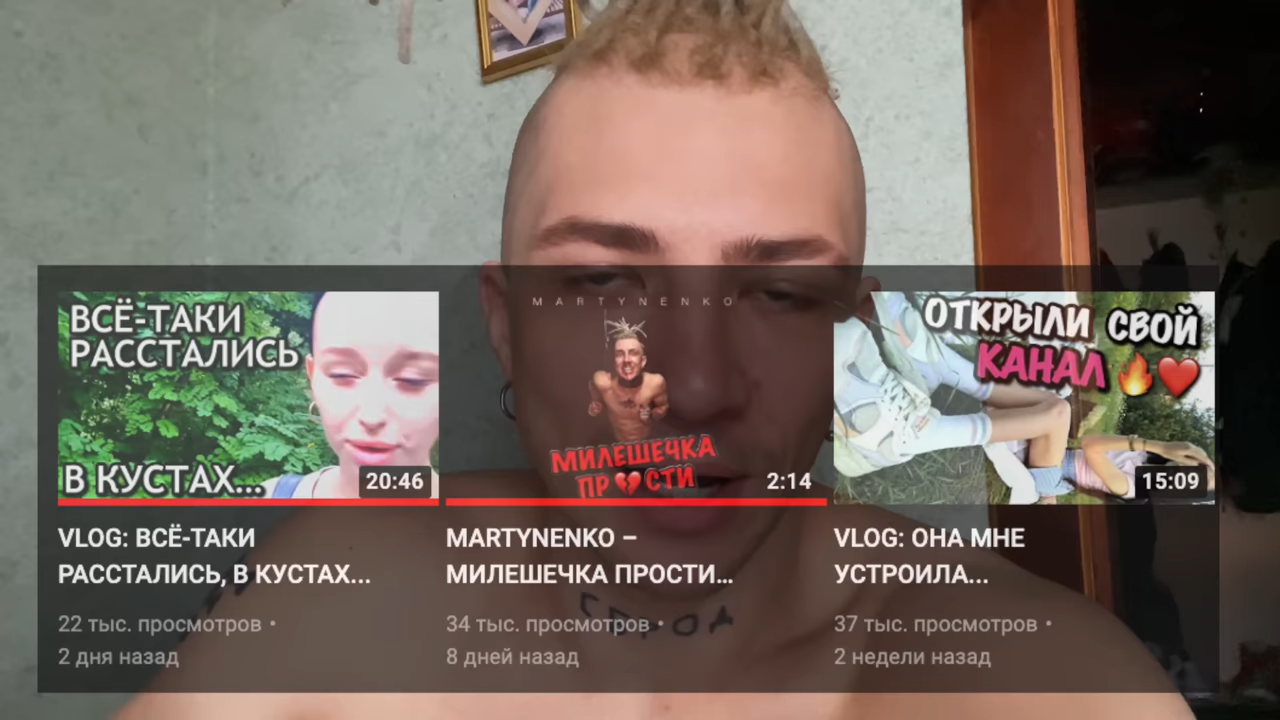 ВСЁ-ТАКИ
РАССТАЛИСЬ
В КУСТАХ...
20:46
VLOG: ВСЁ-ТАКИ
РАССТАЛИСЬ, В КУСТАХ...
22 тыс. просмотров •
2 дня назад
MARTYNENKO
МИЛЕШЕЧКА
ПР💔СТИ
2:14
MARTYNENKO –
МИЛЕШЕЧКА ПРОСТИ...
34 тыс. просмотров •
8 дней назад
ОТКРЫЛИ СВОЙ
КАНАЛ🔥❤️
15:09
VLOG: ОНА МНЕ
УСТРОИЛА...
37 тыс. просмотров •
2 недели назад